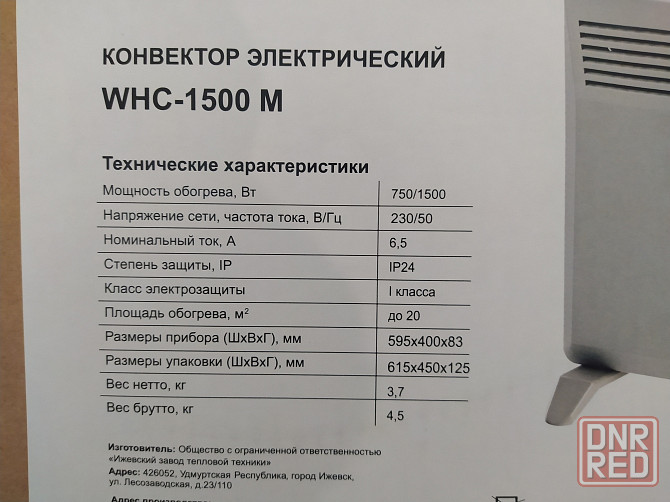 КОНВЕКТОР ЭЛЕКТРИЧЕСКИЙ
WHC-1500 M
Технические характеристики
Мощность обогрева, Вт 750/1500
Напряжение сети, частота тока, В/Гц 230/50
Номинальный ток, А 6,5
Степень защиты, IP IP24
Класс электрозащиты I класса
Площадь обогрева, м² до 20
Размеры прибора (ШхВхГ), мм 595x400x83
Размеры упаковки (ШхВхГ), мм 615x450x125
Вес нетто, кг 3,7
Вес брутто, кг 4,5
Изготовитель: Общество с ограниченной ответственностью
«Ижевский завод тепловой техники»
Адрес: 426052, Удмуртская Республика, город Ижевск,
ул. Лесозаводская, д.23/110
Адрес
DNR
RED